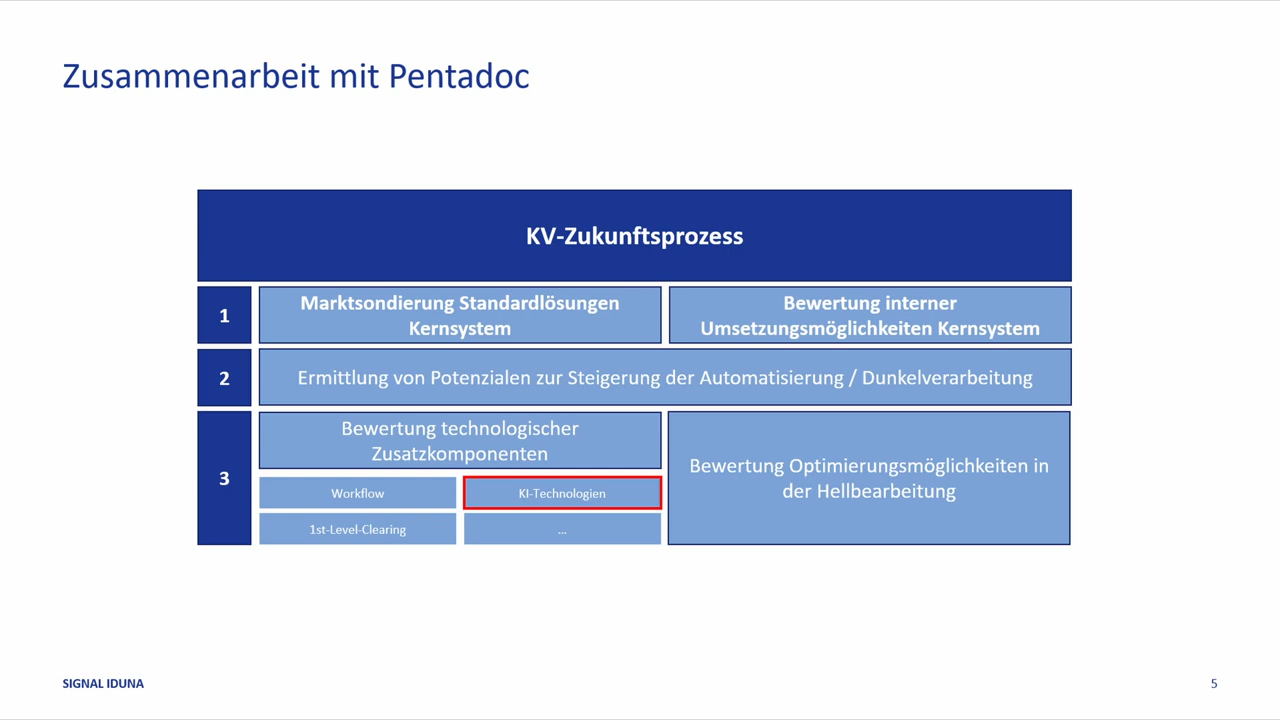 Zusammenarbeit mit Pentadoc
KV-Zukunftsprozess
1
Marktsondierung Standardlösungen
Kernsystem
Bewertung interner
Umsetzungsmöglichkeiten Kernsystem
2
Ermittlung von Potenzialen zur Steigerung der Automatisierung / Dunkelverarbeitung
3
Bewertung technologischer
Zusatzkomponenten
Workflow
KI-Technologien
1st-Level-Clearing
...
Bewertung Optimierungsmöglichkeiten in
der Hellbearbeitung
SIGNAL IDUNA
5